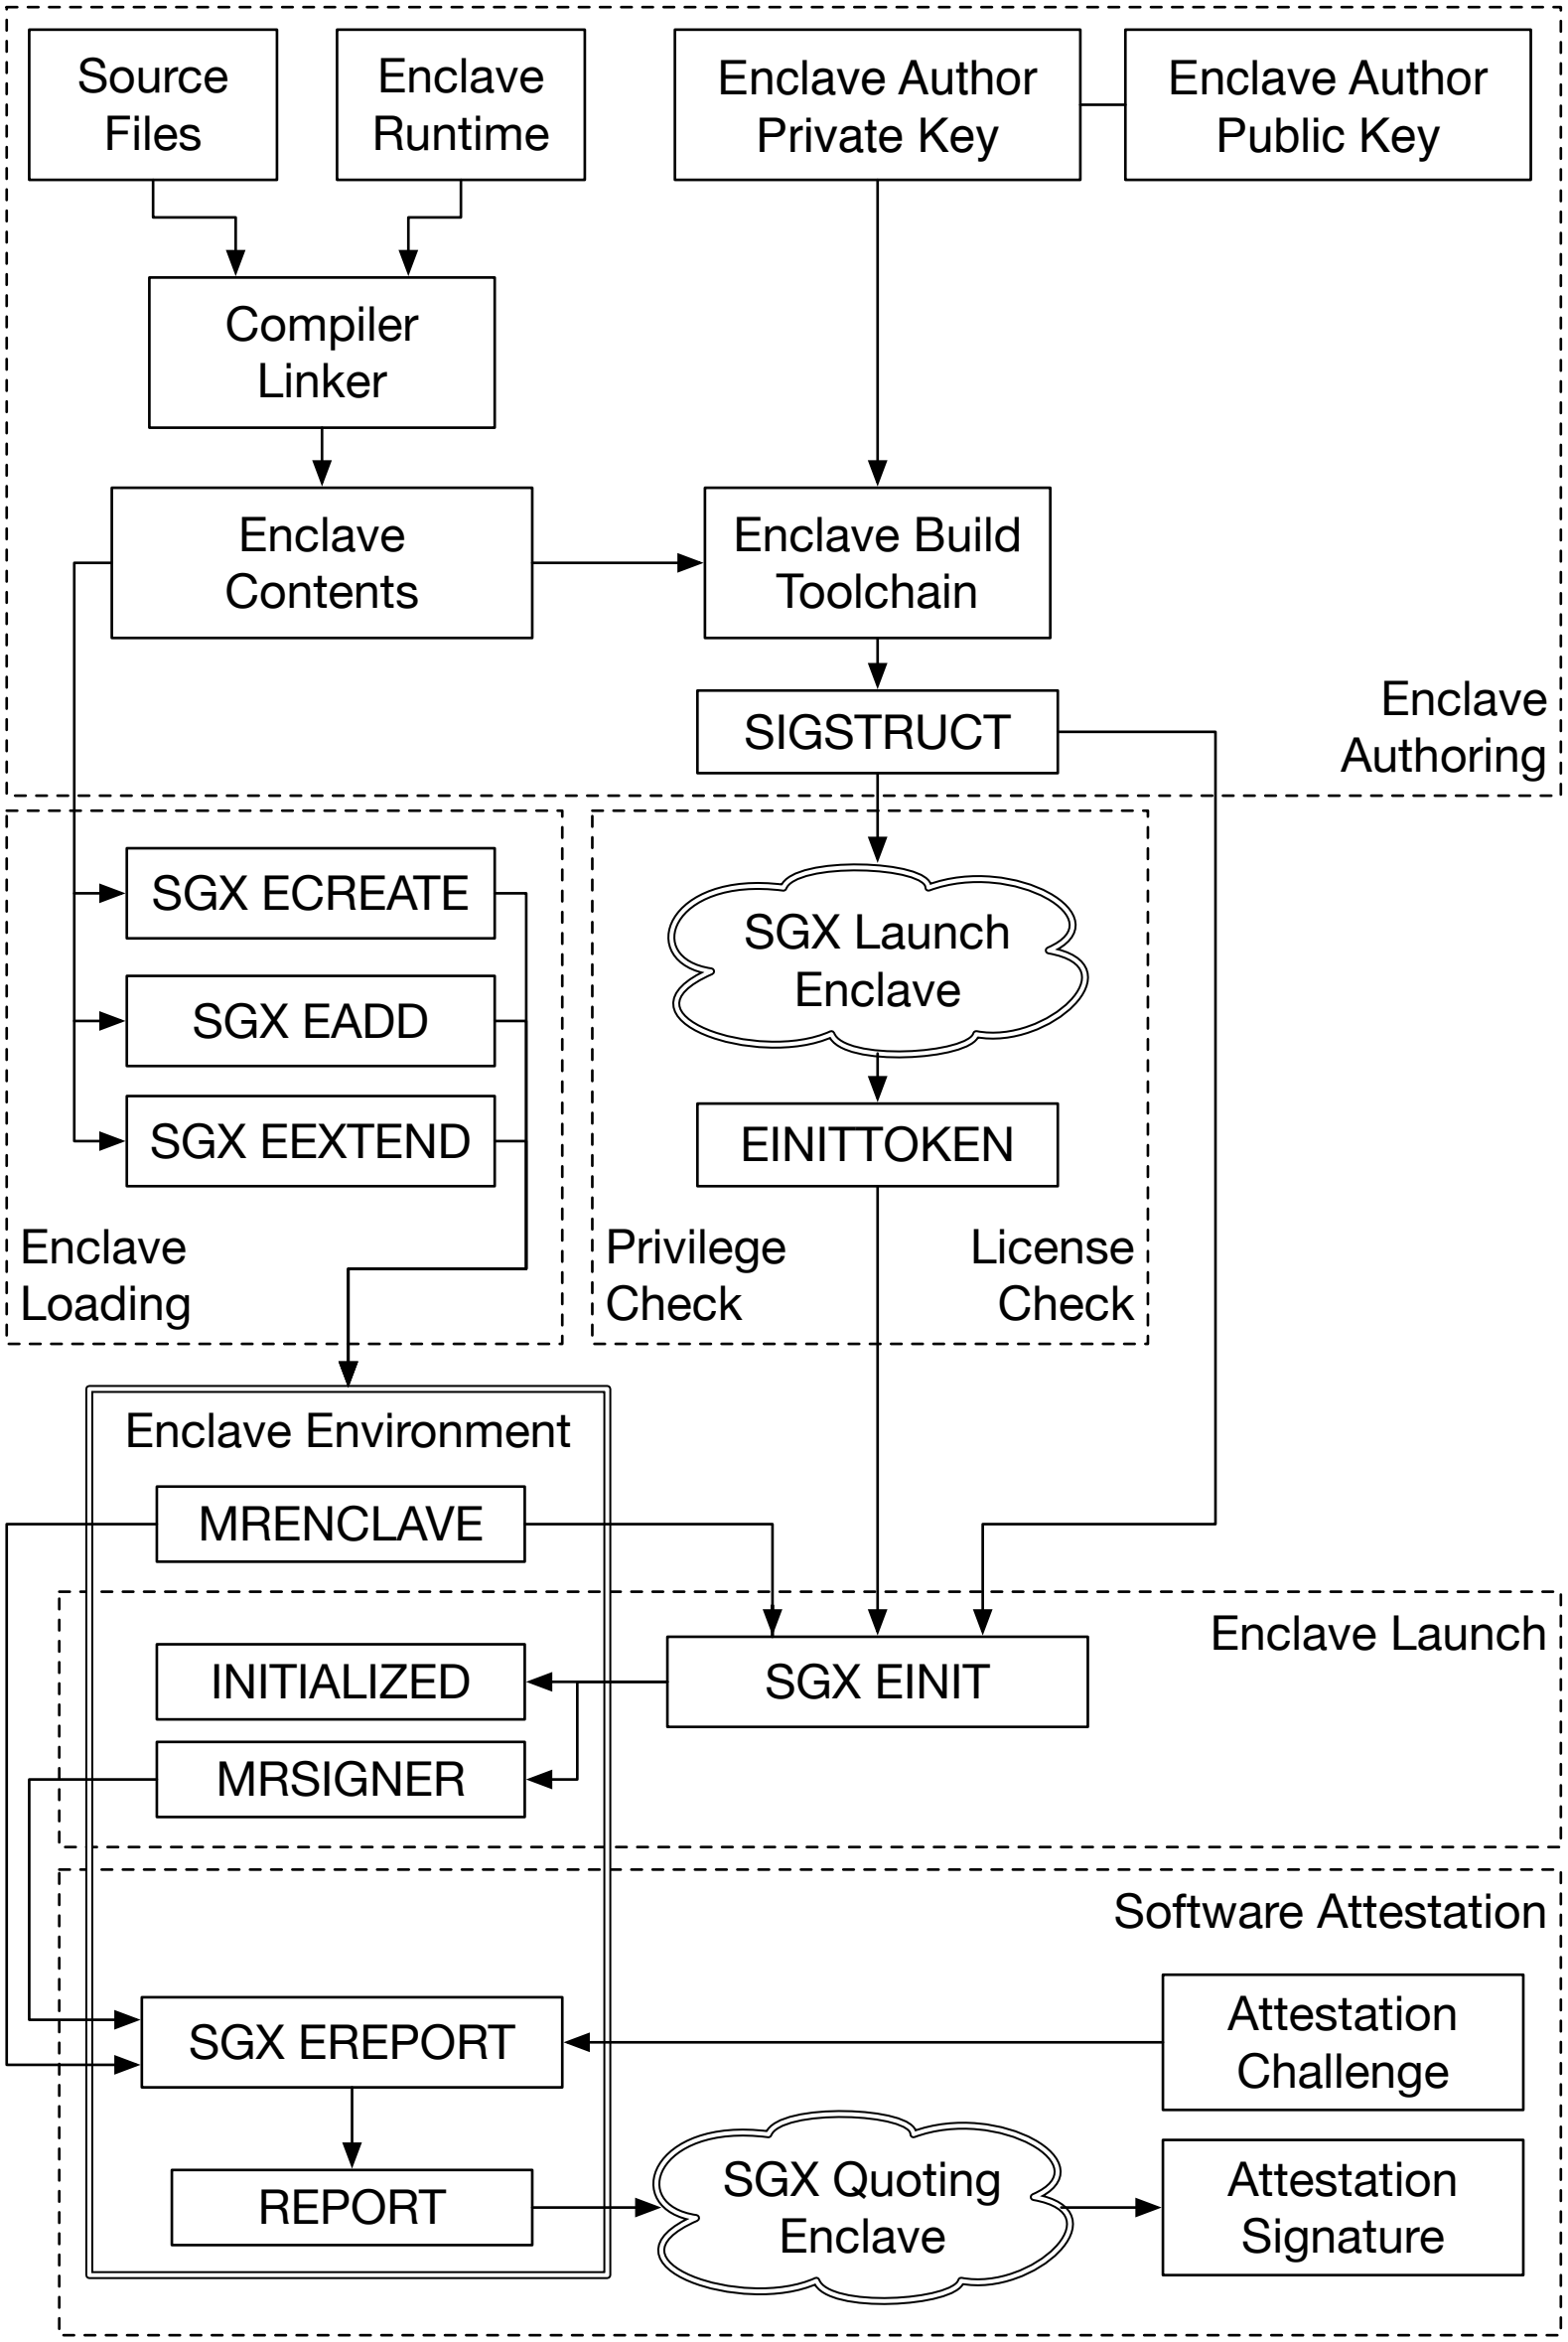 Source
Files
Enclave
Runtime
Enclave Author
Private Key
Enclave Author
Public Key
Compiler
Linker
Enclave
Contents
Enclave Build
Toolchain
SIGSTRUCT
Enclave
Authoring
SGX ECREATE
SGX EADD
SGX EEXTEND
Enclave
Loading
SGX Launch
Enclave
EINITTOKEN
Privilege
Check
License
Check
Enclave Environment
MRENCLAVE
Enclave Launch
INITIALIZED
SGX EINIT
MRSIGNER
Software Attestation
SGX EREPORT
Attestation
Challenge
REPORT
SGX Quoting
Enclave
Attestation
Signature